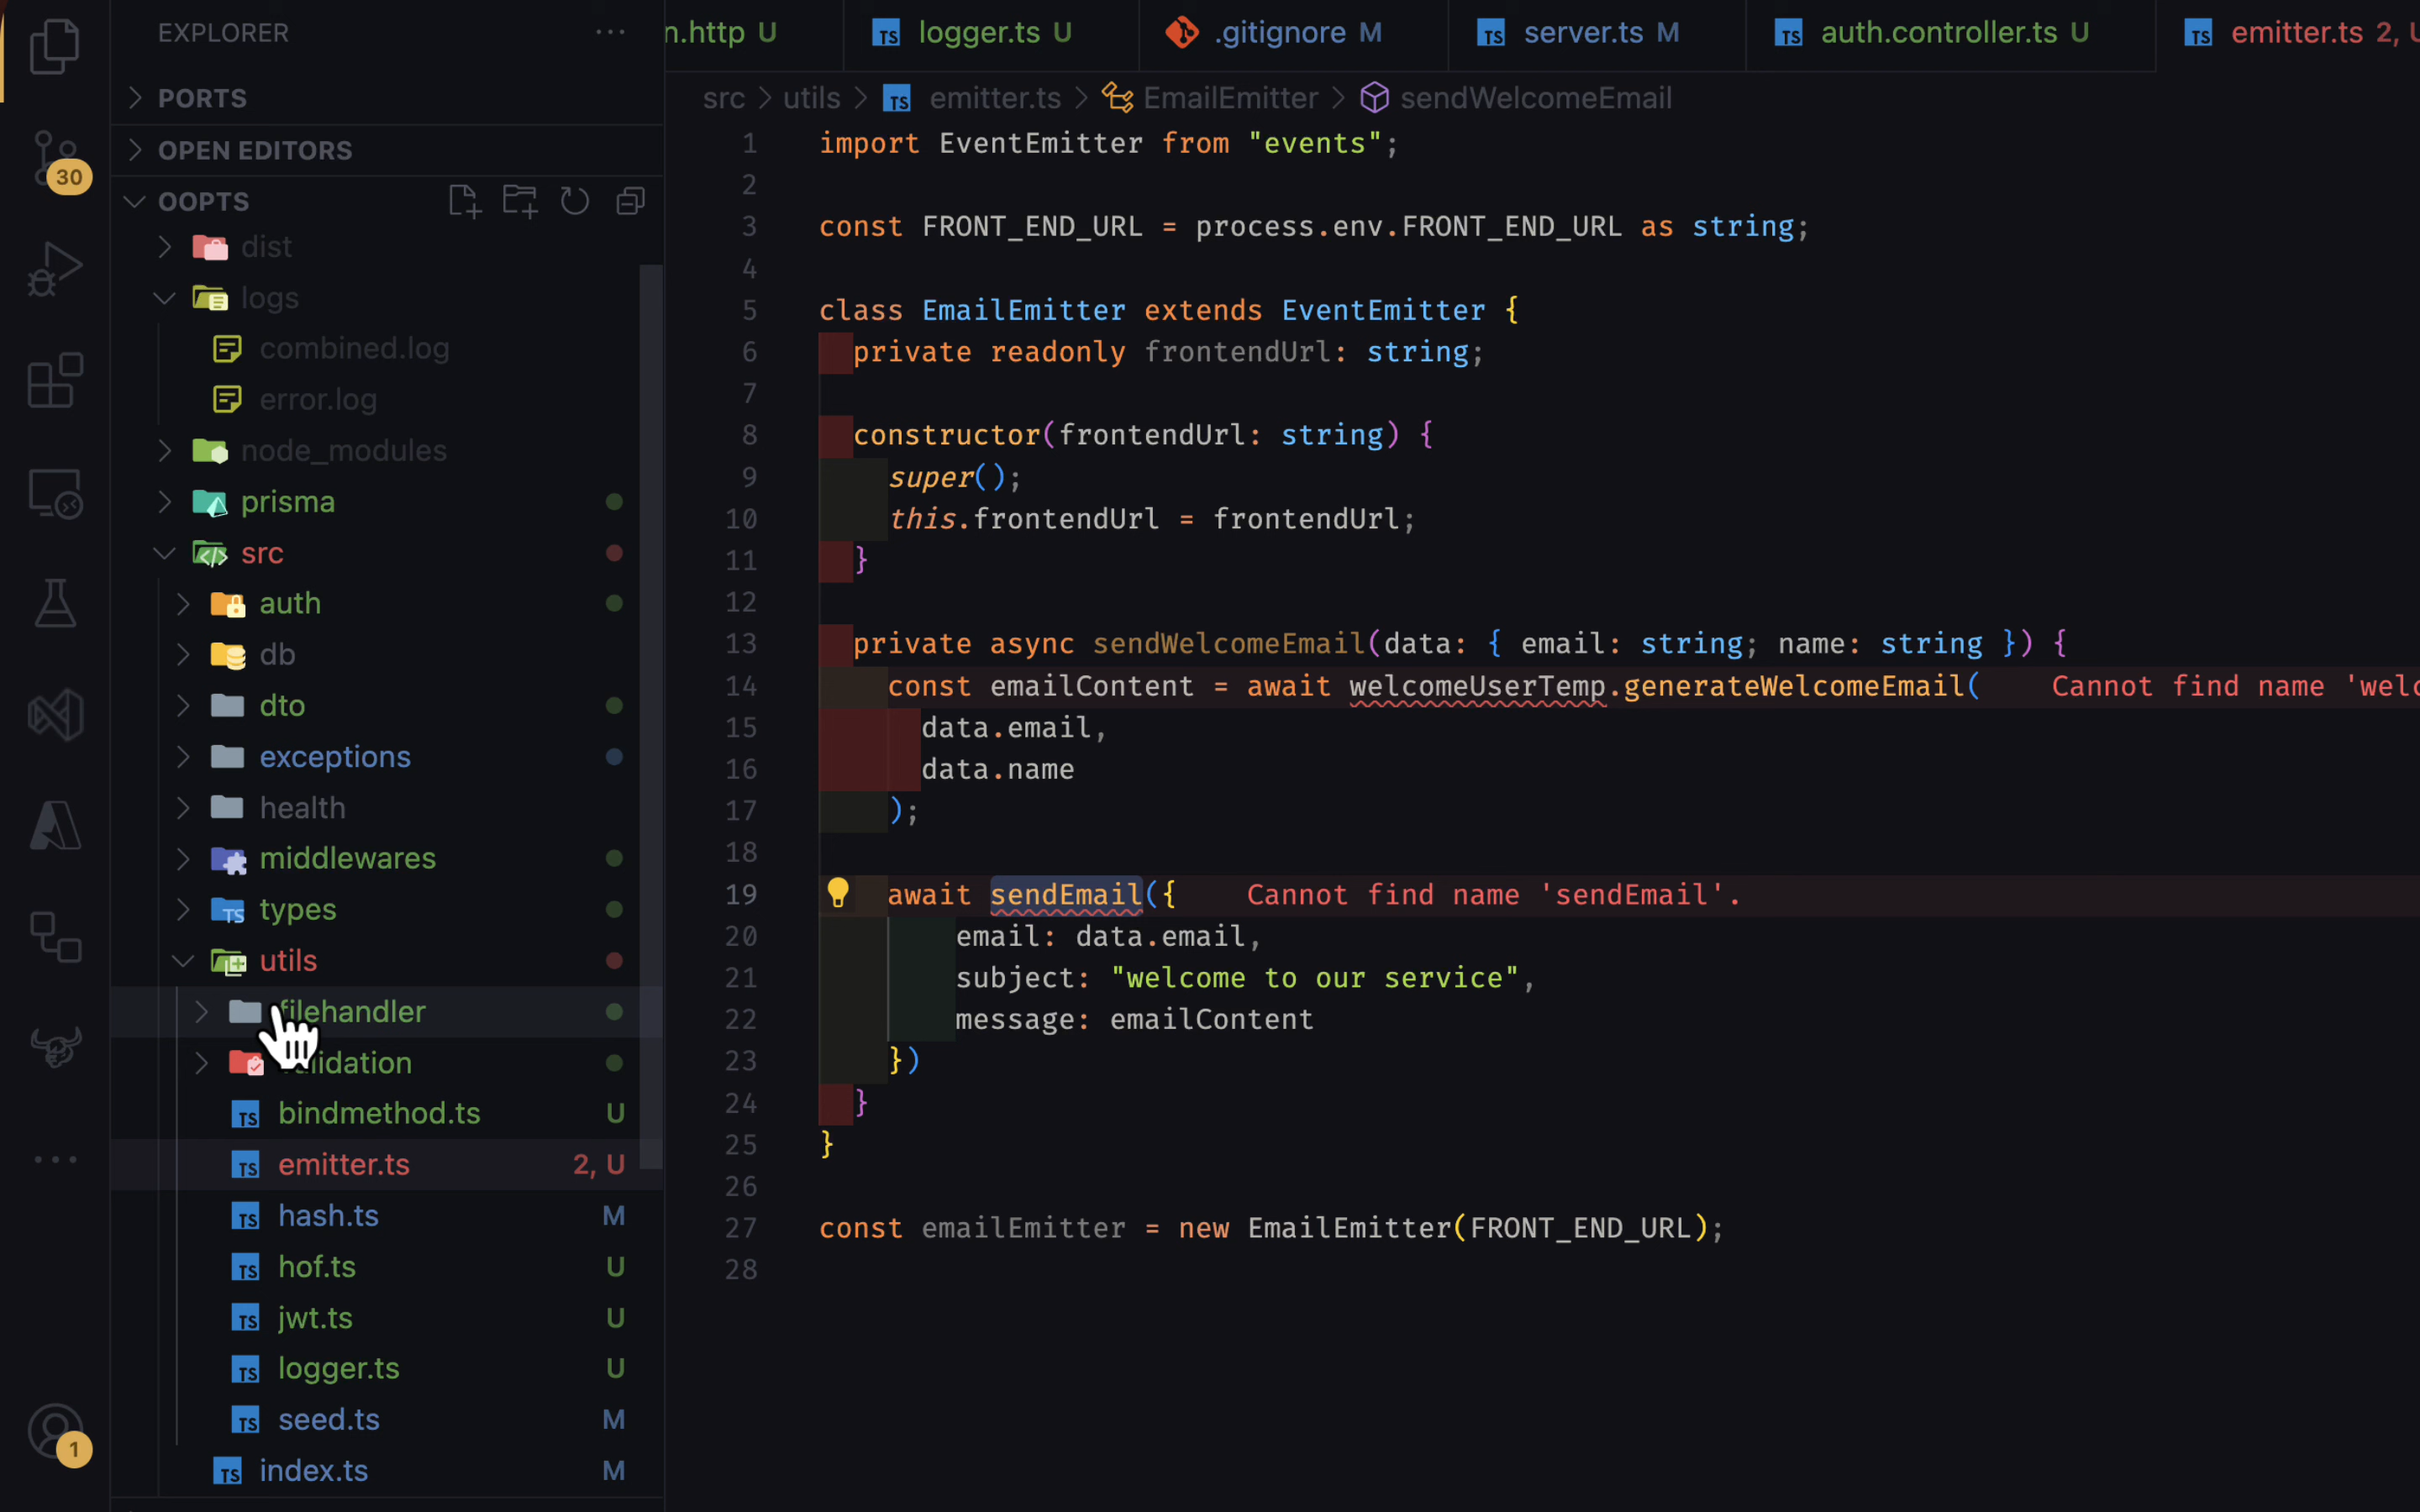 EXPLORER
PORTS
OPEN EDITORS
OOPTS
dist
logs
combined.log
error.log
node_modules
prisma
src
auth
db
dto
exceptions
health
middlewares
types
utils
filehandler
bindmethod.ts U
emitter.ts 2, U
hash.ts M
hof.ts U
jwt.ts U
logger.ts U
seed.ts M
index.ts M
30
1
n.http U
logger.ts U
.gitignore M
server.ts M
auth.controller.ts U
emitter.ts 2, U
src > utils > TS emitter.ts > EmailEmitter > sendWelcomeEmail
1 import EventEmitter from "events";
2
3 const FRONT_END_URL = process.env.FRONT_END_URL as string;
4
5 class EmailEmitter extends EventEmitter {
6 private readonly frontendUrl: string;
7
8 constructor(frontendUrl: string) {
9 super();
10 this.frontendUrl = frontendUrl;
11 }
12
13 private async sendWelcomeEmail(data: { email: string; name: string }) {
14 const emailContent = await welcomeUserTemp.generateWelcomeEmail( Cannot find name 'welc
15 data.email,
16 data.name
17 );
18
19 await sendEmail({ Cannot find name 'sendEmail'.
20 email: data.email,
21 subject: "welcome to our service",
22 message: emailContent
23 })
24 }
25 }
26
27 const emailEmitter = new EmailEmitter(FRONT_END_URL);
28